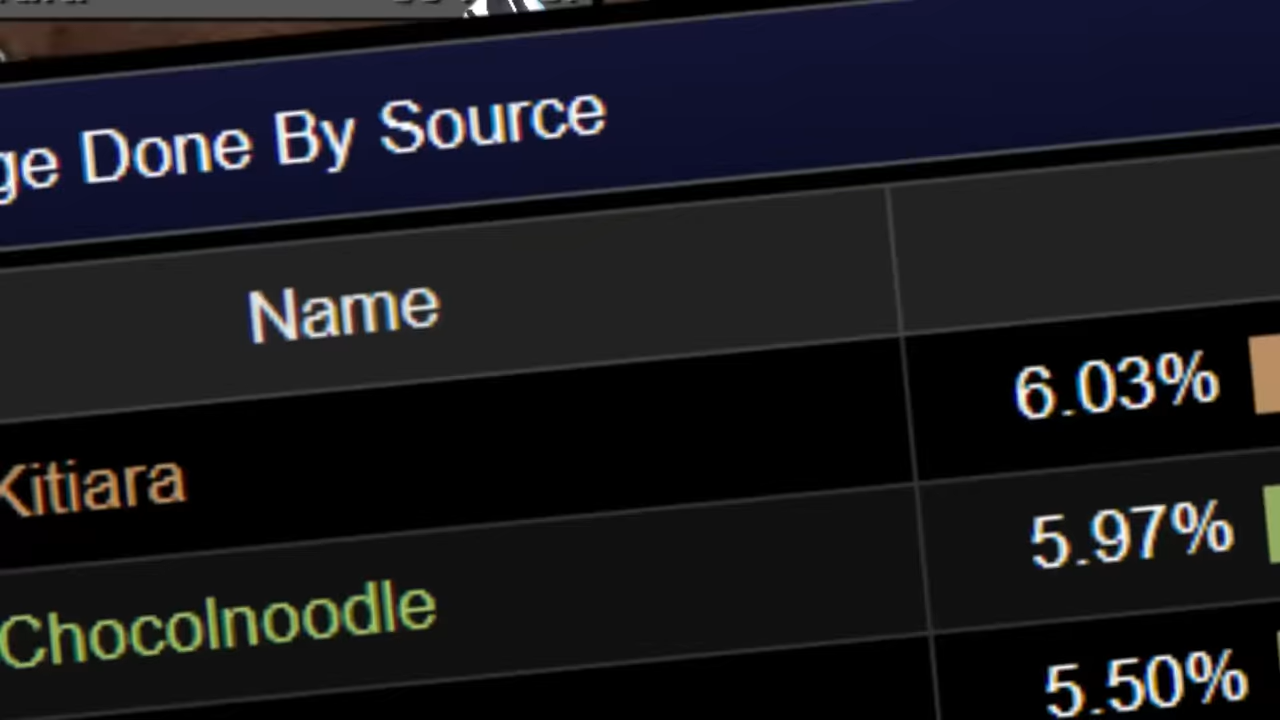 ge Done By Source
Name
Kitiara
6.03%
Chocolnoodle
5.97%
5.50%